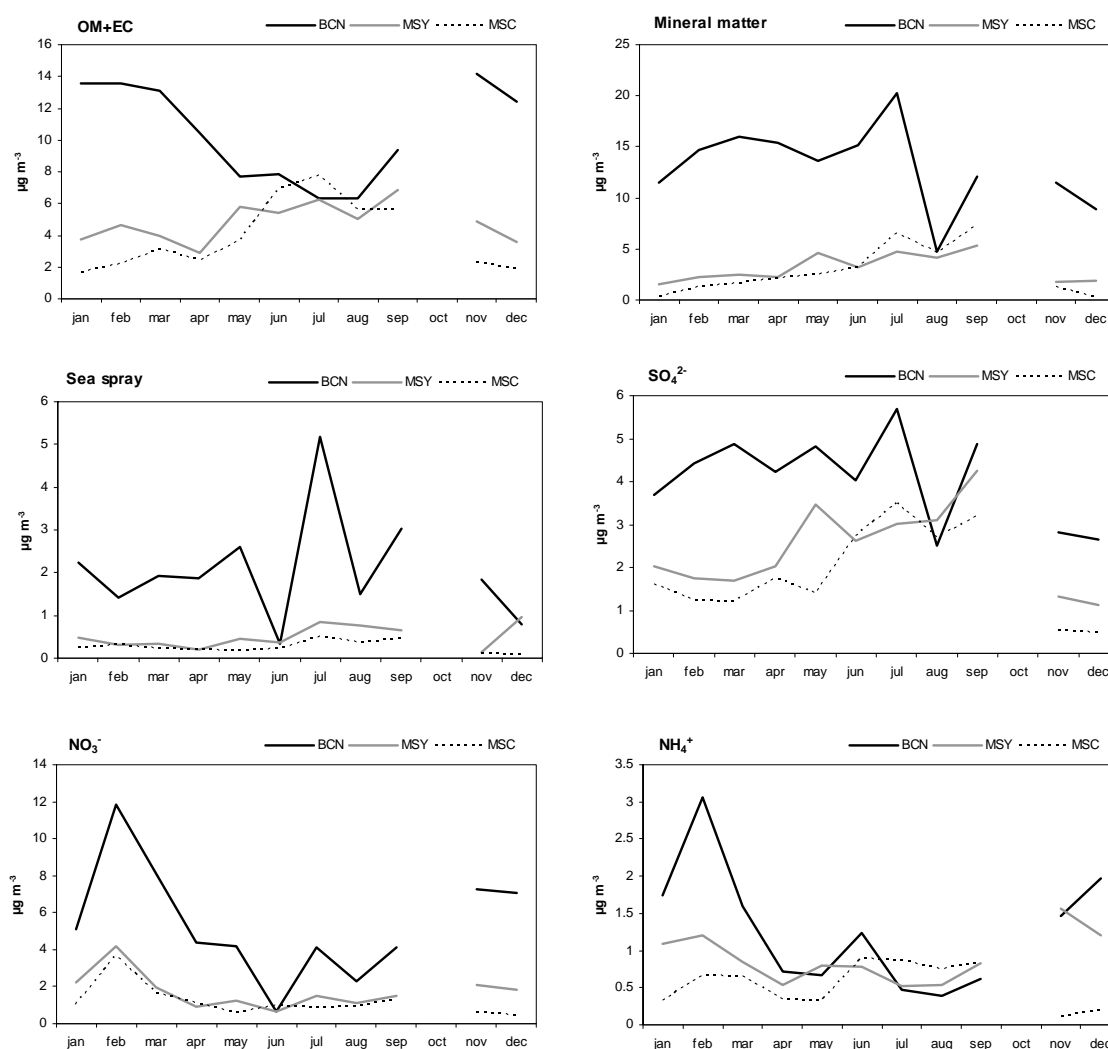 OM+EC
BCN MSY MSC
16
14
12
10
8
6
4
2
0
µg m⁻³
jan feb mar apr may jun jul aug sep oct nov dec
Mineral matter
BCN MSY MSC
25
20
15
10
5
0
µg m⁻³
jan feb mar apr may jun jul aug sep oct nov dec
Sea spray
BCN MSY MSC
6
5
4
3
2
1
0
µg m⁻³
jan feb mar apr may jun jul aug sep oct nov dec
SO₄²⁻
BCN MSY MSC
6
5
4
3
2
1
0
µg m⁻³
jan feb mar apr may jun jul aug sep oct nov dec
NO₃⁻
BCN MSY MSC
14
12
10
8
6
4
2
0
µg m⁻³
jan feb mar apr may jun jul aug sep oct nov dec
NH₄⁺
BCN MSY MSC
3.5
3
2.5
2
1.5
1
0.5
0
µg m⁻³
jan feb mar apr may jun jul aug sep oct nov dec